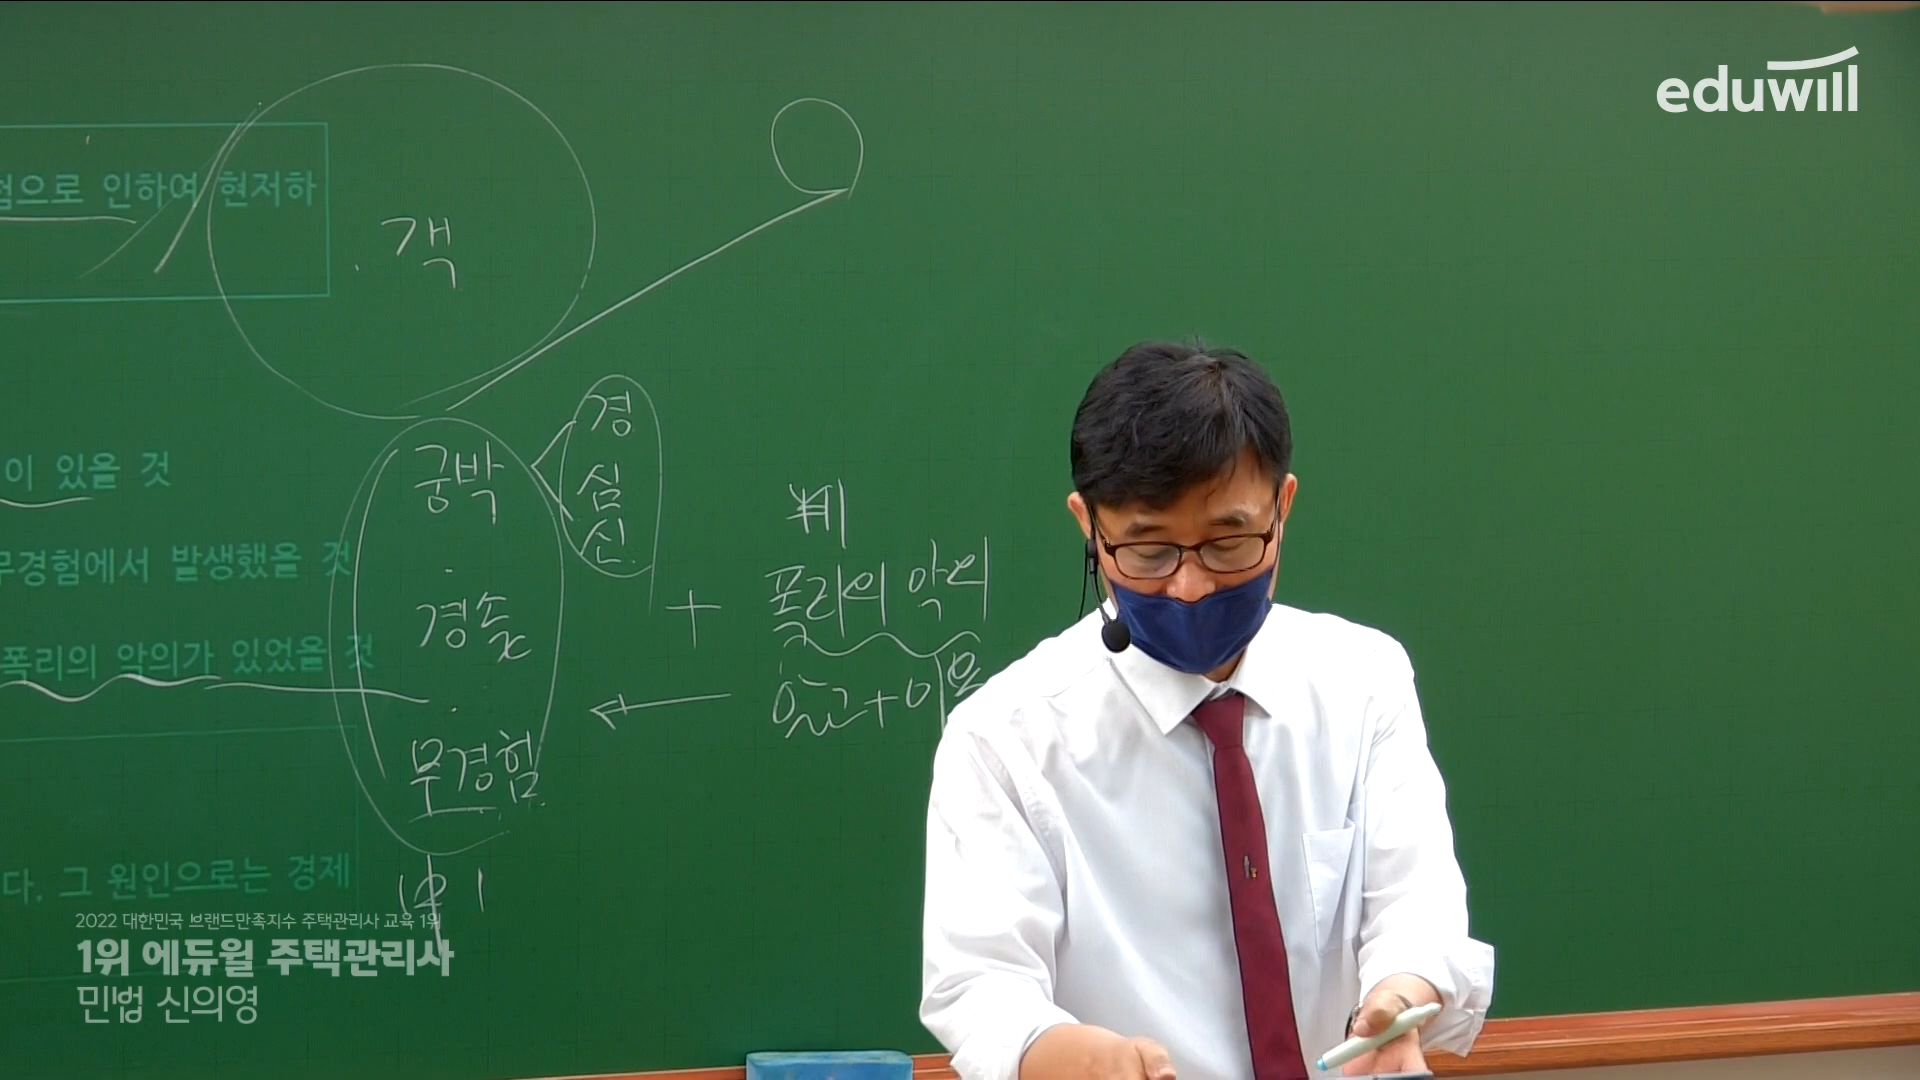 eduwill
험으로 인하여 현저하
객
경
궁박
심
신
이 있을 것
무경험에서 발생했을 것
경솔
+
폭리의 악의
폭리의 악의가 있었을 것
알고+이용
무경험
다. 그 원인으로는 경제
2022 대한민국 브랜드만족지수 주택관리사 교육 1위
1위 에듀윌 주택관리사
민법 신의영